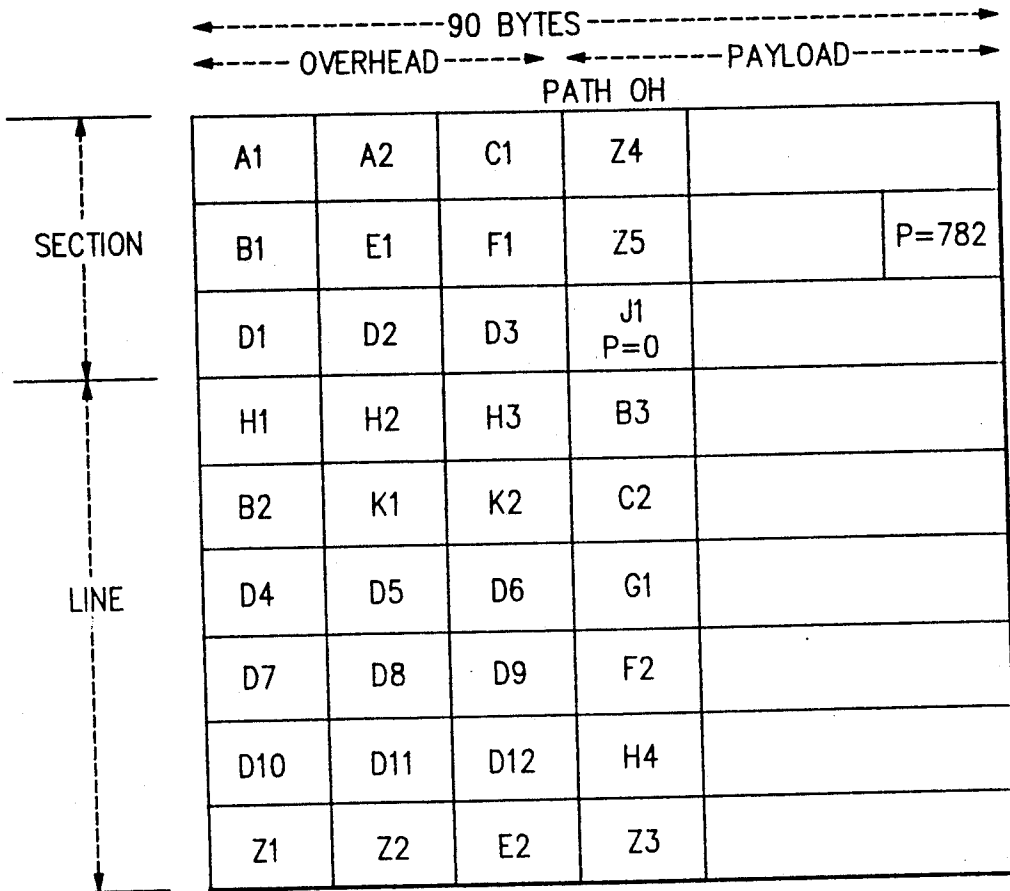 90 BYTES
OVERHEAD PAYLOAD
PATH OH
A1 A2 C1 Z4
SECTION B1 E1 F1 Z5 P=782
D1 D2 D3 J1
P=0
H1 H2 H3 B3
B2 K1 K2 C2
LINE D4 D5 D6 G1
D7 D8 D9 F2
D10 D11 D12 H4
Z1 Z2 E2 Z3